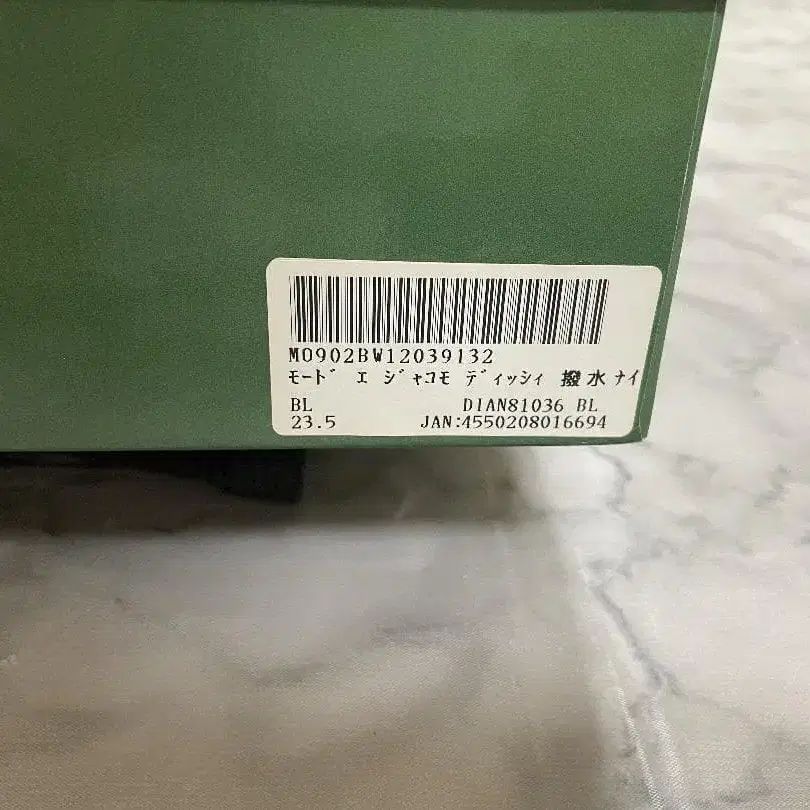 M0902BW12039132
ﾓｰﾄﾞ ｴ ｼﾞｬｺﾓ ﾃﾞｨｯｼｨ 撥水ﾅｲ
BL DIAN81036 BL
23.5 JAN:4550208016694